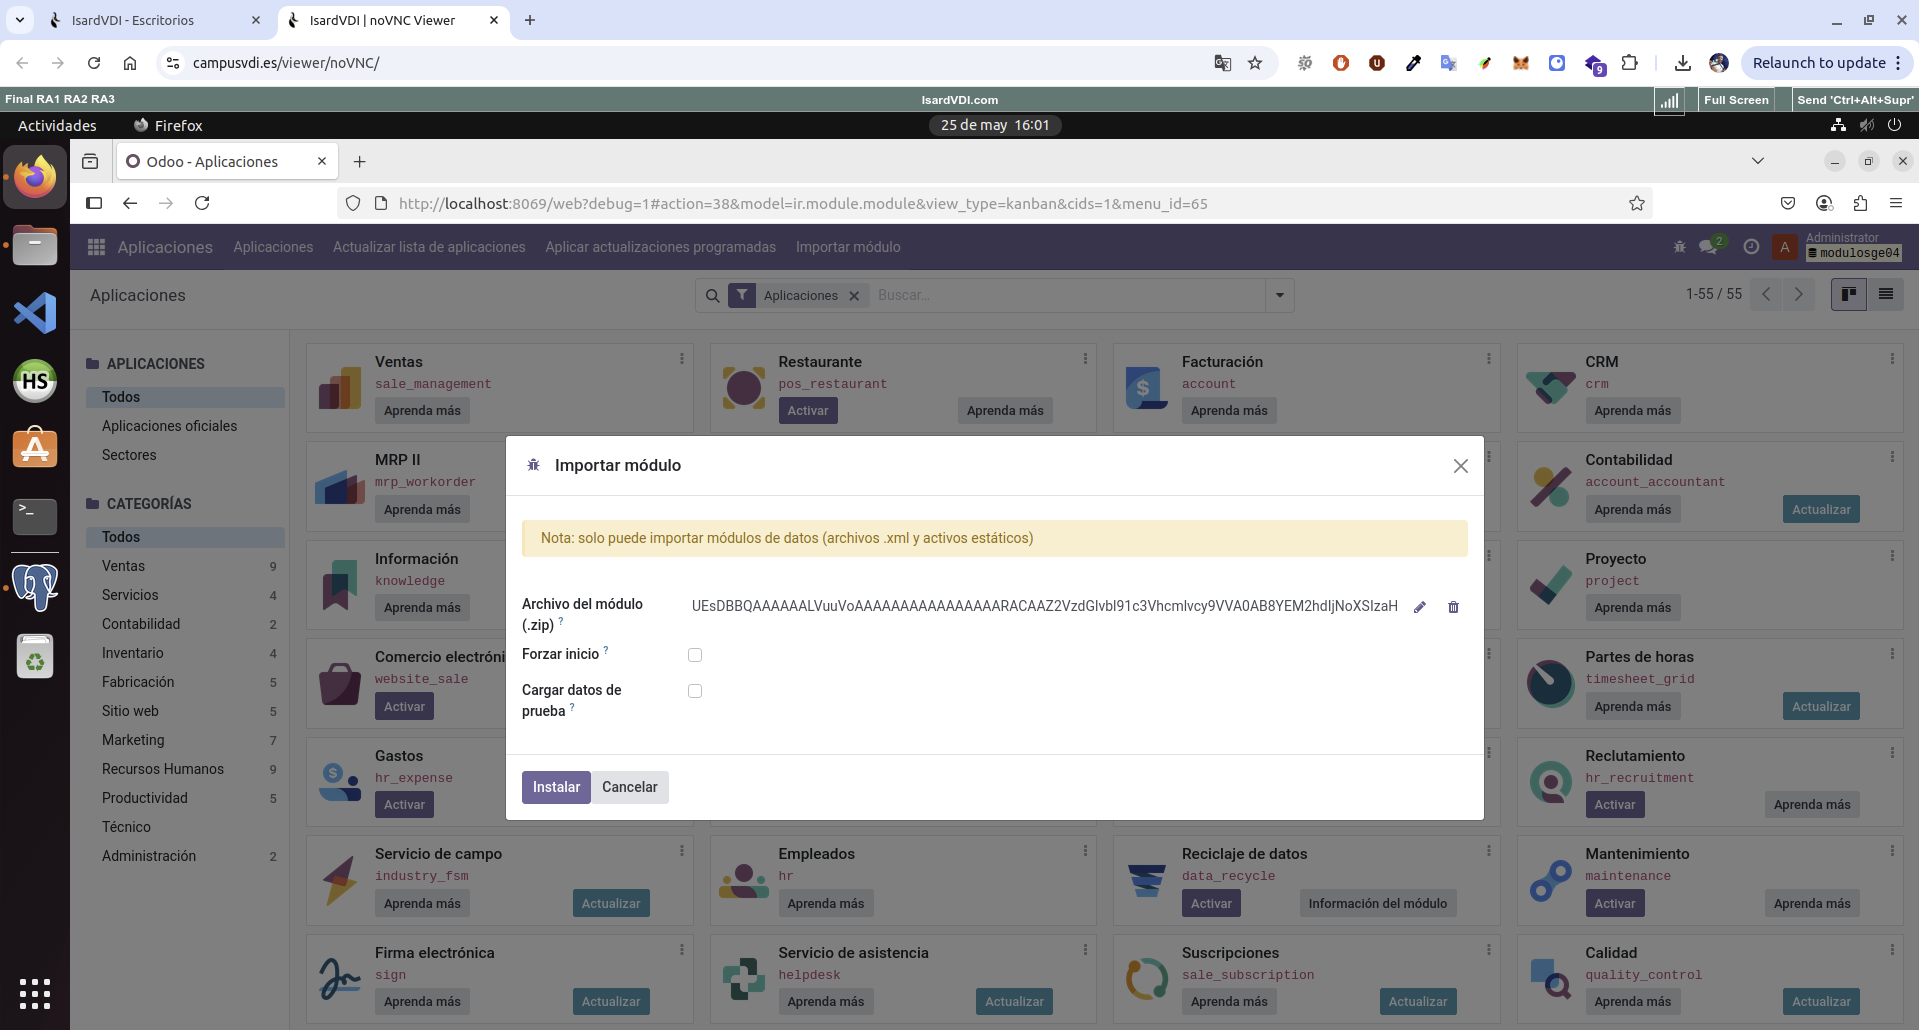 IsardVDI - Escritorios
IsardVDI | noVNC Viewer
campusvdi.es/viewer/noVNC/
9
Relaunch to update
Final RA1 RA2 RA3
IsardVDI.com
Full Screen
Send 'Ctrl+Alt+Supr'
Actividades
Firefox
25 de may 16:01
Odoo - Aplicaciones
http://localhost:8069/web?debug=1#action=38&model=ir.module.module&view_type=kanban&cids=1&menu_id=65
Aplicaciones
Aplicaciones
Actualizar lista de aplicaciones
Aplicar actualizaciones programadas
Importar módulo
2
A
Administrator
modulosge04
Aplicaciones
Aplicaciones
Buscar...
1-55 / 55
APLICACIONES
Todos
Aplicaciones oficiales
Sectores
CATEGORÍAS
Todos
Ventas 9
Servicios 4
Contabilidad 2
Inventario 4
Fabricación 5
Sitio web 5
Marketing 7
Recursos Humanos 9
Productividad 5
Técnico
Administración 2
Ventas
sale_management
Aprenda más
Restaurante
pos_restaurant
Activar Aprenda más
Facturación
account
Aprenda más
CRM
crm
Aprenda más
MRP II
mrp_workorder
Aprenda más
Contabilidad
account_accountant
Aprenda más Actualizar
Información
knowledge
Aprenda más
Proyecto
project
Aprenda más
Comercio electróni
website_sale
Activar
Partes de horas
timesheet_grid
Aprenda más Actualizar
Gastos
hr_expense
Activar
Reclutamiento
hr_recruitment
Activar Aprenda más
Importar módulo
Nota: solo puede importar módulos de datos (archivos .xml y activos estáticos)
Archivo del módulo
(.zip) ?
UEsDBBQAAAAAALVuuVoAAAAAAAAAAAAAAAARACAAZ2VzdGlvbl91c3Vhcmlvcy9VVA0AB8YEM2hdIjNoXSIzaH
Forzar inicio ?
Cargar datos de
prueba ?
Instalar Cancelar
Servicio de campo
industry_fsm
Aprenda más Actualizar
Empleados
hr
Aprenda más
Reciclaje de datos
data_recycle
Activar Información del módulo
Mantenimiento
maintenance
Activar Aprenda más
Firma electrónica
sign
Aprenda más Actualizar
Servicio de asistencia
helpdesk
Aprenda más Actualizar
Suscripciones
sale_subscription
Aprenda más Actualizar
Calidad
quality_control
Aprenda más Actualizar
HS